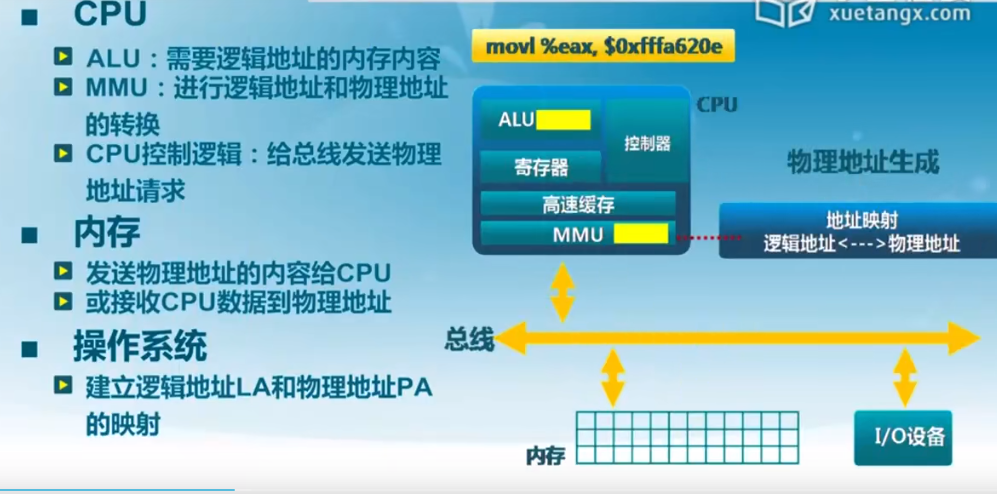 CPU
ALU：需要逻辑地址的内存内容
MMU：进行逻辑地址和物理地址
的转换
CPU控制逻辑：给总线发送物理
地址请求
内存
发送物理地址的内容给CPU
或接收CPU数据到物理地址
操作系统
建立逻辑地址LA和物理地址PA
的映射
xuetangx.com
movl %eax, $0xfffa620e
CPU
ALU
控制器
寄存器
高速缓存
MMU
物理地址生成
地址映射
逻辑地址<--->物理地址
总线
内存
I/O设备